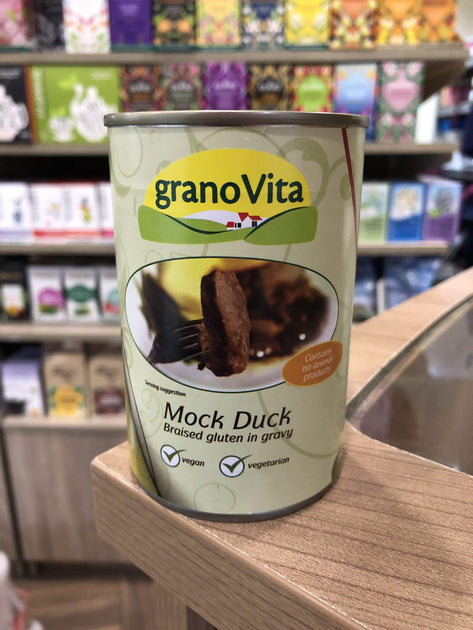 granoVita
Contains
no animal
products
Serving suggestion
Mock Duck
Braised gluten in gravy
vegan
vegetarian